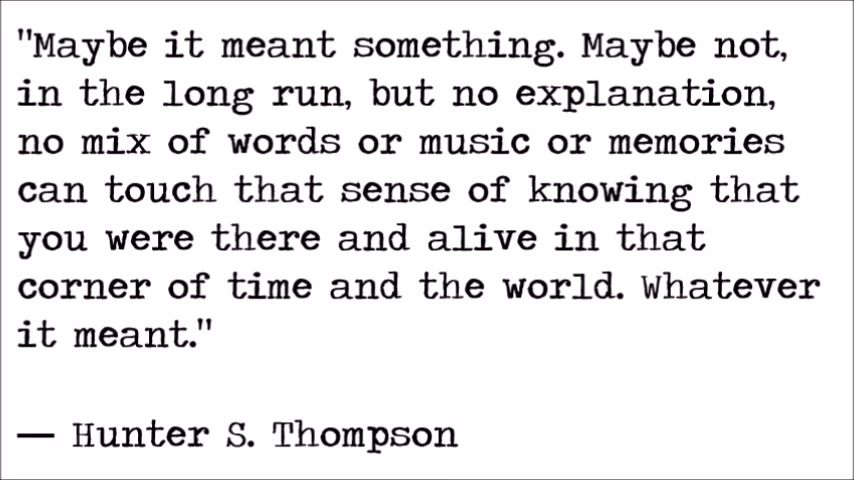 "Maybe it meant something. Maybe not,
in the long run, but no explanation,
no mix of words or music or memories
can touch that sense of knowing that
you were there and alive in that
corner of time and the world. Whatever
it meant."
— Hunter S. Thompson